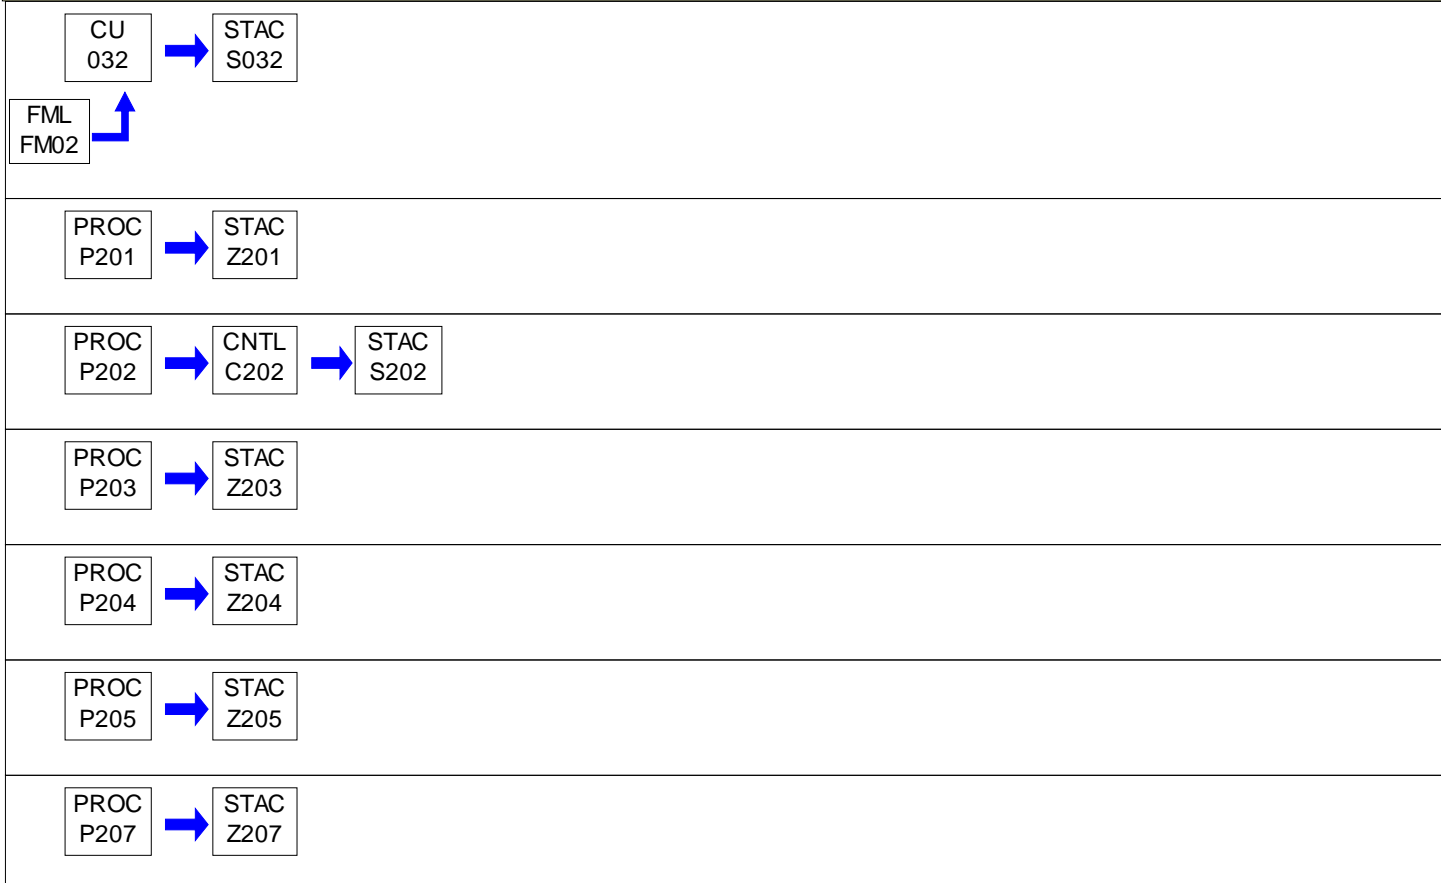 CU
032
STAC
S032
FML
FM02
PROC
P201
STAC
Z201
PROC
P202
CNTL
C202
STAC
S202
PROC
P203
STAC
Z203
PROC
P204
STAC
Z204
PROC
P205
STAC
Z205
PROC
P207
STAC
Z207